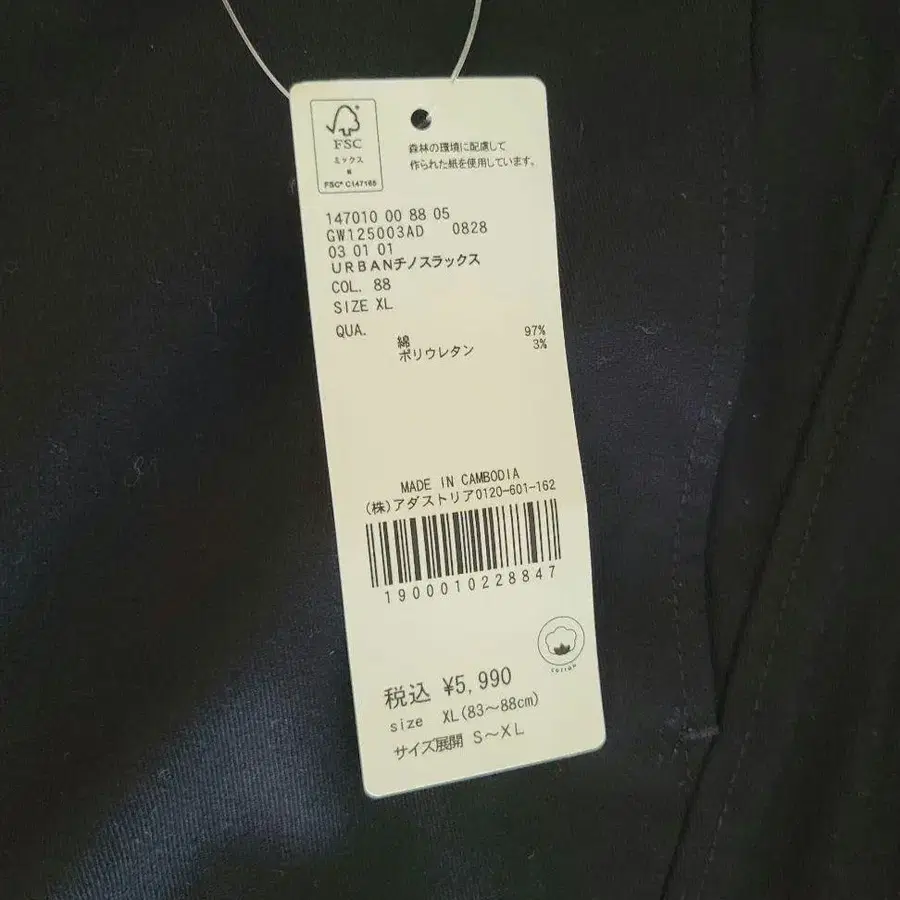 FSC®
ミックス
紙
FSC® C147168
森林の環境に配慮して
作られた紙を使用しています。
147010 00 88 05
GW125003AD 0828
03 01 01
URBANチノスラックス
COL. 88
SIZE XL
QUA.
綿 97%
ポリウレタン 3%
MADE IN CAMBODIA
(株)アダストリア0120-601-162
1900010228847
cotton
税込 ¥5,990
size XL(83〜88cm)
サイズ展開 S〜XL